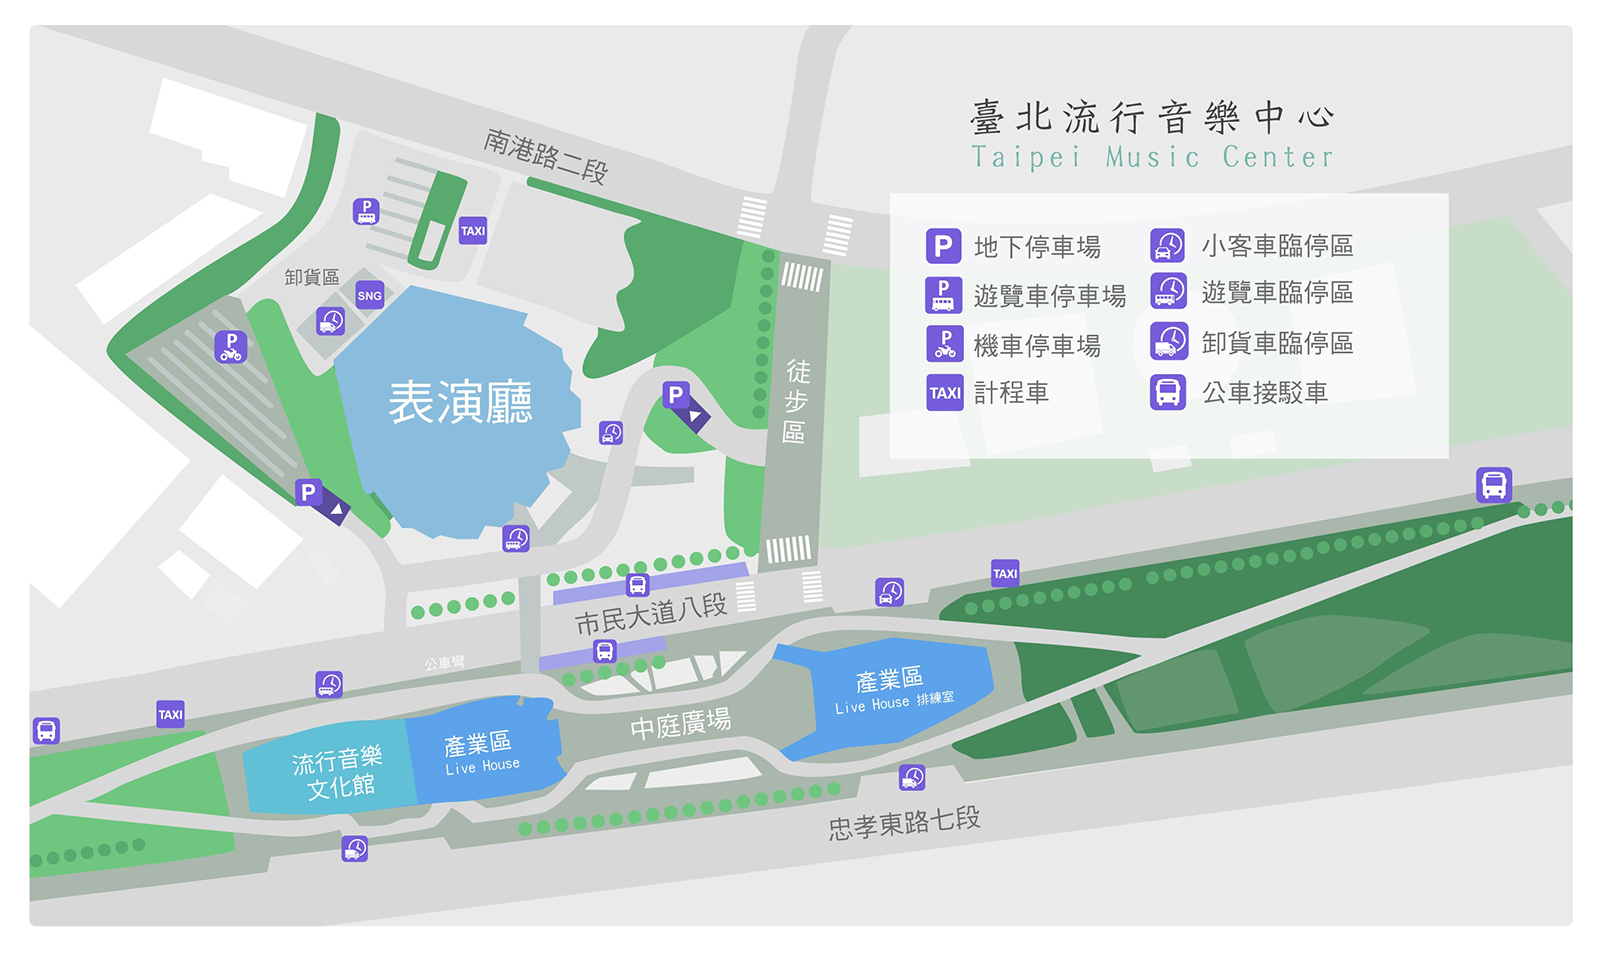 臺北流行音樂中心
Taipei Music Center
P 地下停車場
P 遊覽車停車場
P 機車停車場
TAXI 計程車
小客車臨停區
遊覽車臨停區
卸貨車臨停區
公車接駁車
南港路二段
P
TAXI
卸貨區
SNG
P
表演廳
徒步區
P
P
TAXI
市民大道八段
公車彎
TAXI
產業區
Live House 排練室
中庭廣場
產業區
Live House
流行音樂
文化館
忠孝東路七段